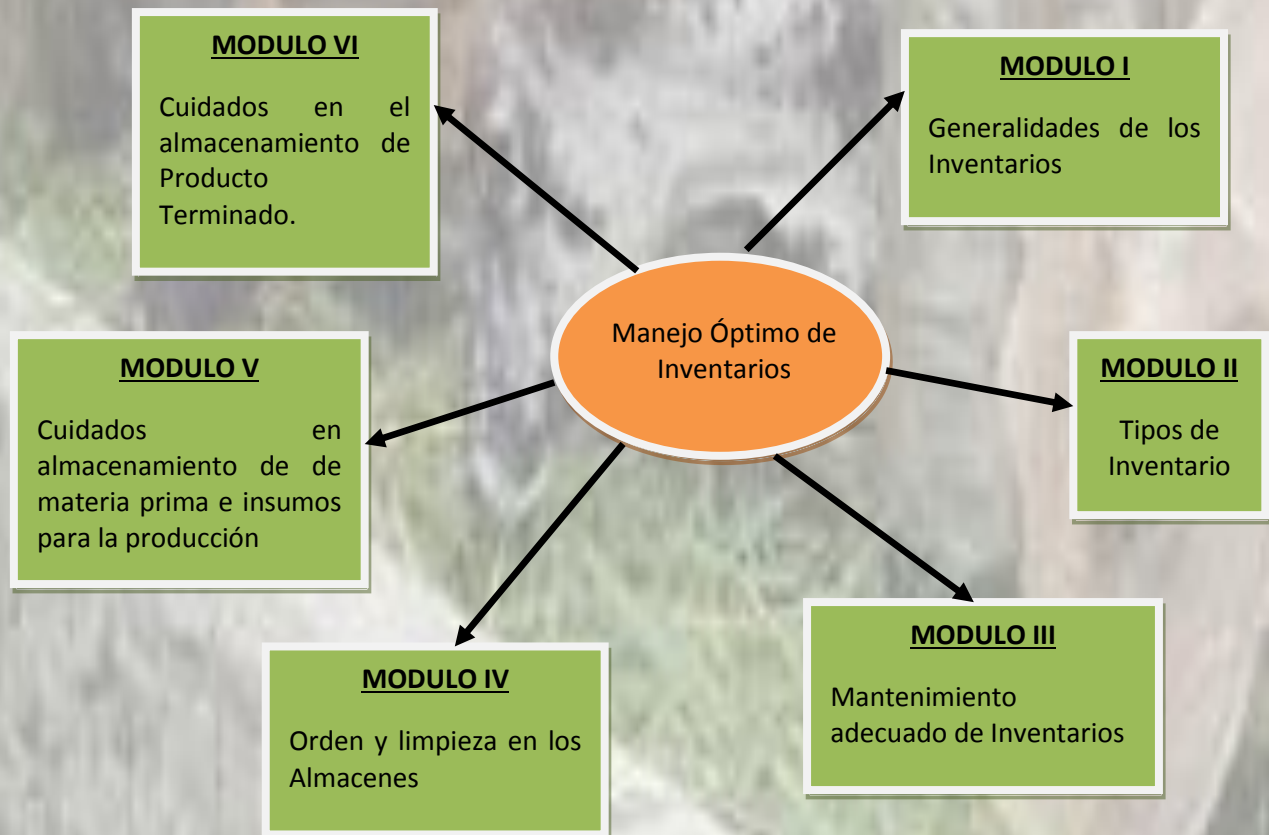 MODULO VI
Cuidados en el
almacenamiento de
Producto
Terminado.
MODULO I
Generalidades de los
Inventarios
Manejo Óptimo de
Inventarios
MODULO V
Cuidados en
almacenamiento de de
materia prima e insumos
para la producción
MODULO II
Tipos de
Inventario
MODULO III
Mantenimiento
adecuado de Inventarios
MODULO IV
Orden y limpieza en los
Almacenes